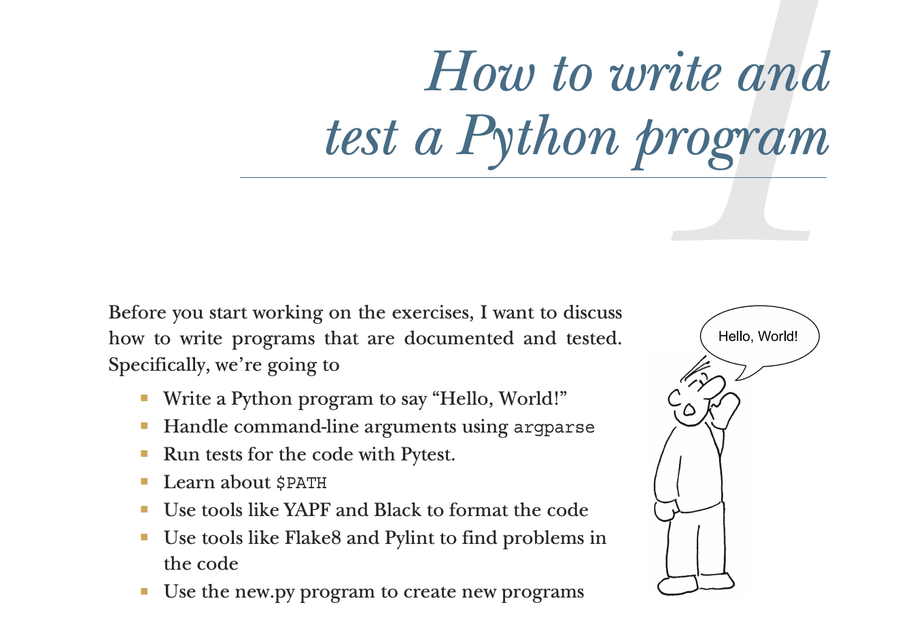 1
How to write and
test a Python program
Before you start working on the exercises, I want to discuss
how to write programs that are documented and tested.
Specifically, we’re going to
■ Write a Python program to say “Hello, World!”
■ Handle command-line arguments using argparse
■ Run tests for the code with Pytest.
■ Learn about $PATH
■ Use tools like YAPF and Black to format the code
■ Use tools like Flake8 and Pylint to find problems in
the code
■ Use the new.py program to create new programs
Hello, World!